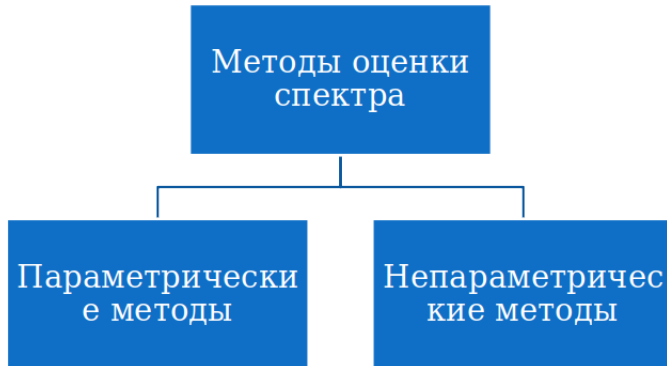 Методы оценки
спектра
Параметрически
е методы
Непараметричес
кие методы